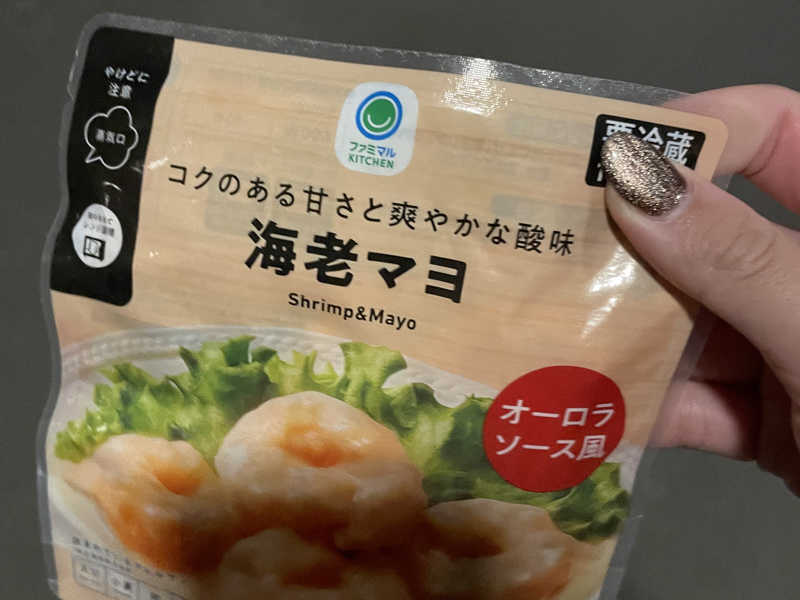 やけどに
注意
蒸気口
ファミマル
KITCHEN
要冷蔵
コクのある甘さと爽やかな酸味
海老マヨ
Shrimp&Mayo
オーロラ
ソース風
小麦